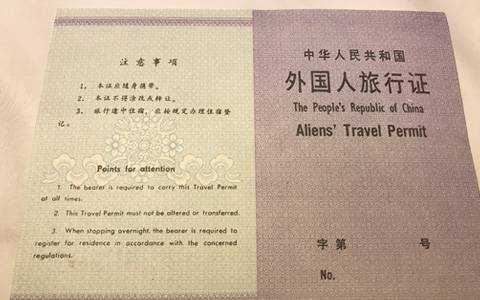 注意事项
1、本证应随身携带。
2、本证不得涂改或转让。
3、旅行途中住宿，应按规定办理住宿登
记。
Points for attention
1. The bearer is required to carry this Travel Permit
at all times.
2. This Travel Permit must not be altered or transferred.
3. When stopping overnight, the bearer is required to
register for residence in accordance with the concerned
regulations.
中华人民共和国
外国人旅行证
The People's Republic of China
Aliens' Travel Permit
字第 号
No.